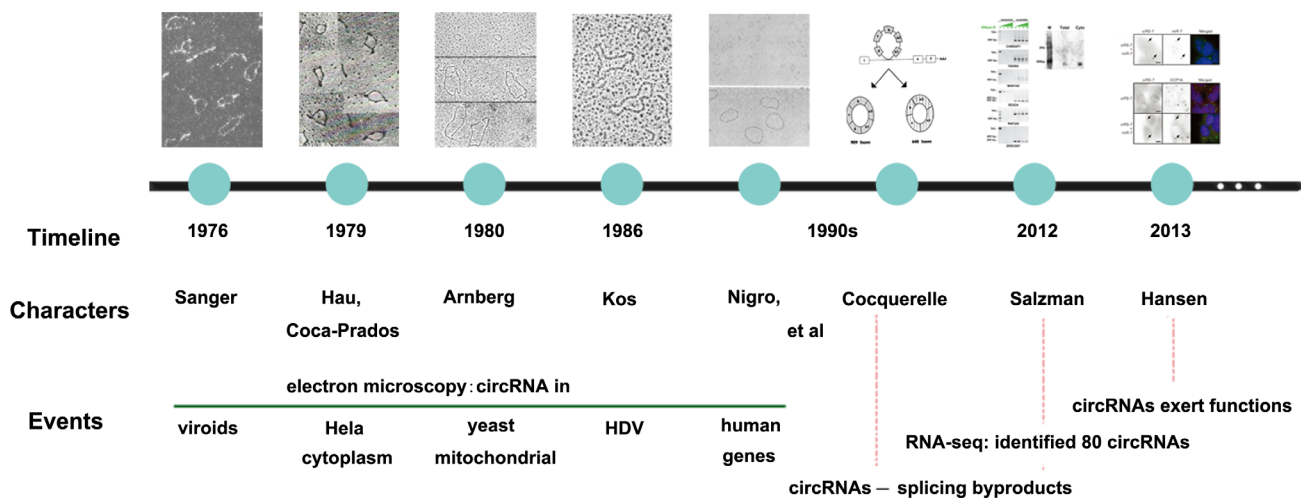 Timeline
1976
1979
1980
1986
1990s
2012
2013
Characters
Sanger
Hau,
Coca-Prados
Arnberg
Kos
Nigro,
et al
Cocquerelle
Salzman
Hansen
Events
electron microscopy: circRNA in
viroids
Hela
cytoplasm
yeast
mitochondrial
HDV
human
genes
circRNAs exert functions
RNA-seq: identified 80 circRNAs
circRNAs — splicing byproducts